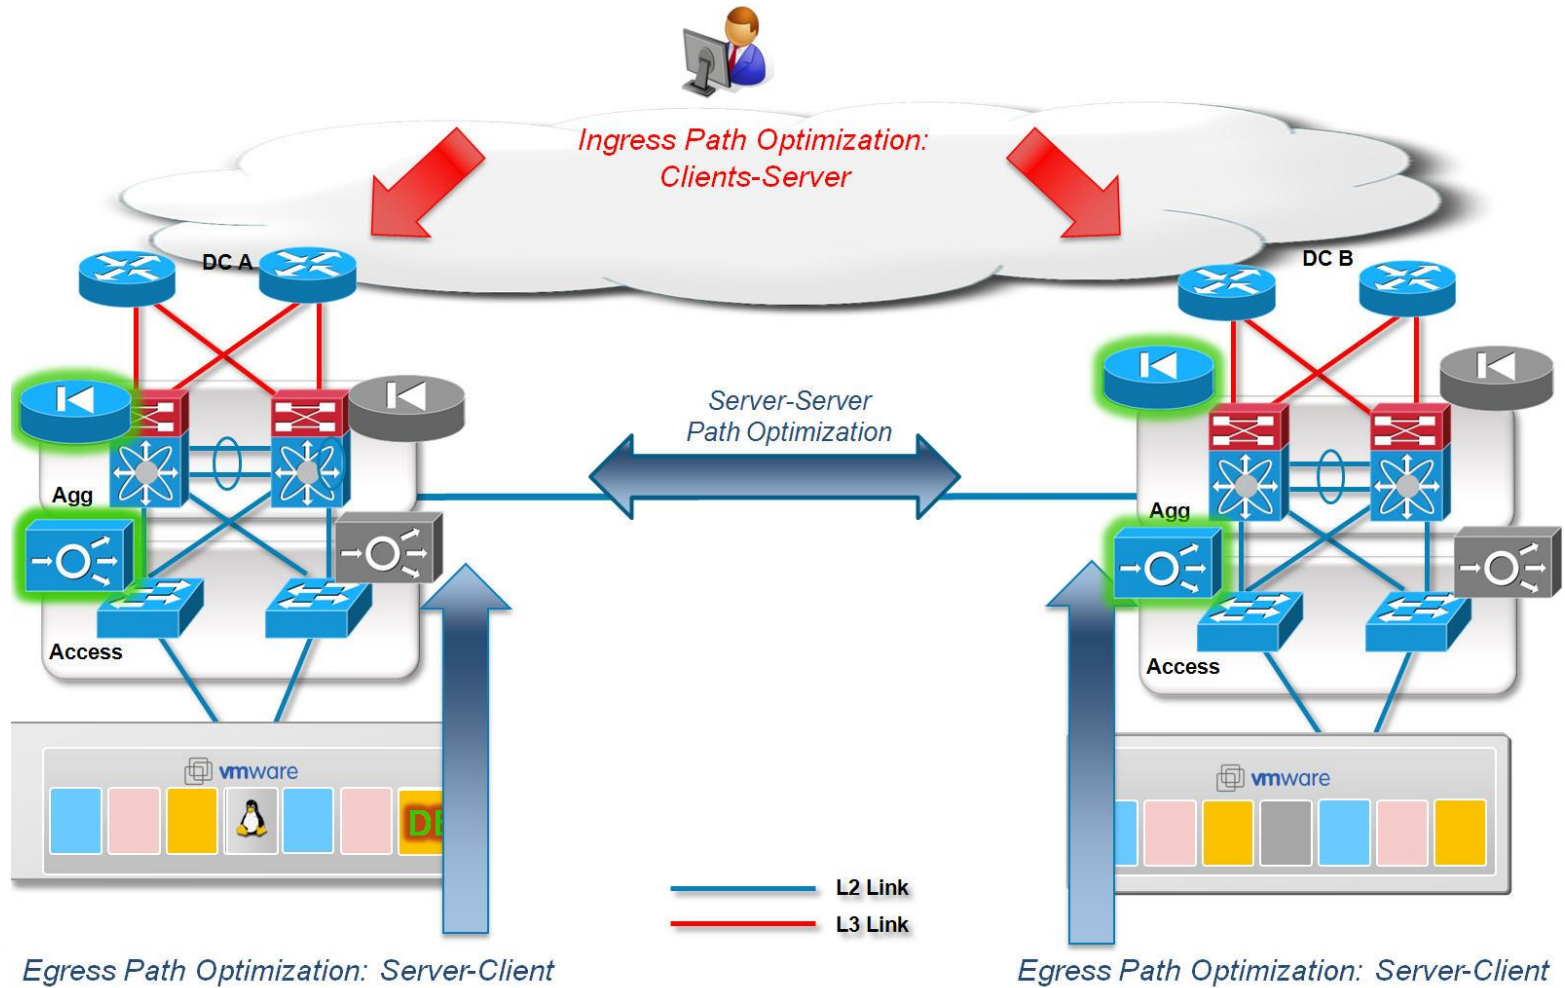 Ingress Path Optimization:
Clients-Server
DC A
DC B
Server-Server
Path Optimization
Agg
Agg
Access
Access
vmware
vmware
L2 Link
L3 Link
Egress Path Optimization: Server-Client
Egress Path Optimization: Server-Client